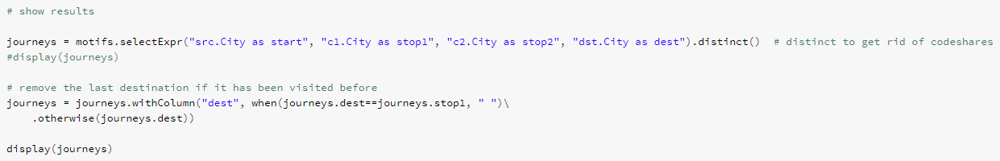 # show results
journeys = motifs.selectExpr("src.City as start", "c1.City as stop1", "c2.City as stop2", "dst.City as dest").distinct()  # distinct to get rid of codeshares
#display(journeys)
# remove the last destination if it has been visited before
journeys = journeys.withColumn("dest", when(journeys.dest==journeys.stop1, " ")\
    .otherwise(journeys.dest))
display(journeys)